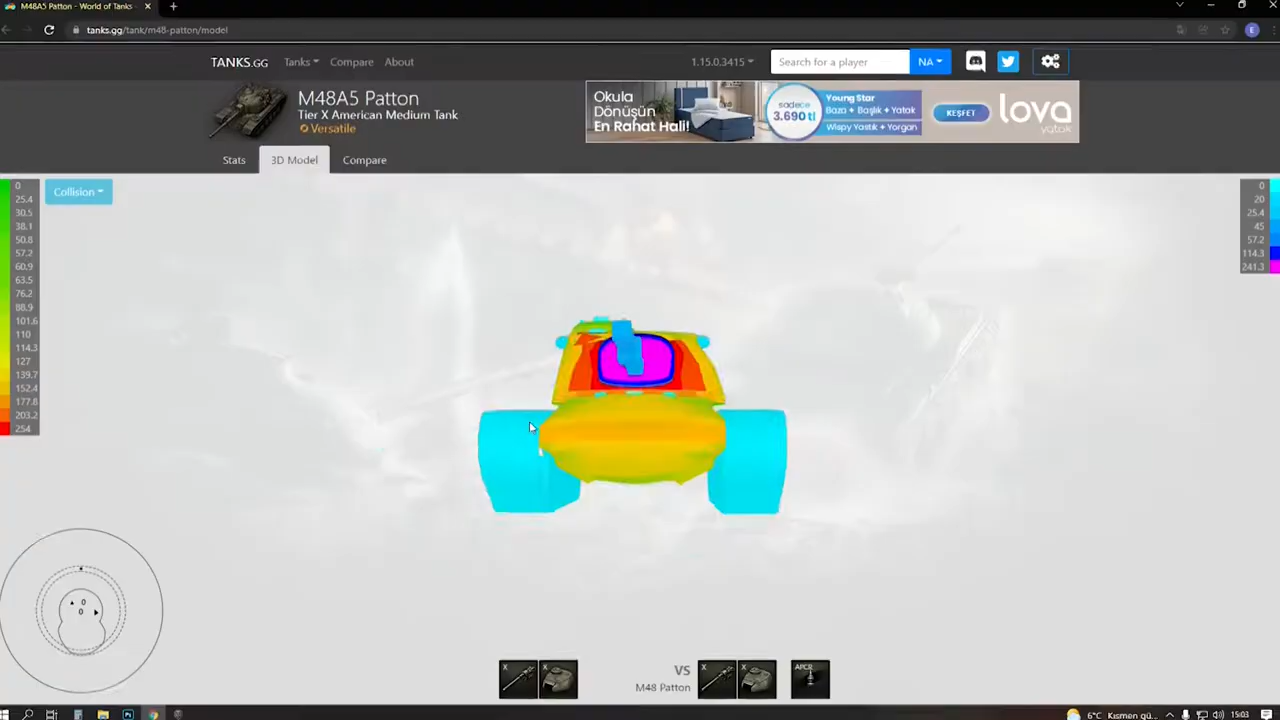 M48A5 Patton - World of Tanks
tanks.gg/tank/m48-patton/model
E
TANKS.GG
Tanks
Compare
About
1.15.0.3415
Search for a player
NA
M48A5 Patton
Tier X American Medium Tank
Versatile
Okula
Dönüşün
En Rahat Hali!
sadece
3.690 tl
Young Star
Baza + Başlık + Yatak
Wispy Yastık + Yorgan
KEŞFET
lova
yatak
Stats
3D Model
Compare
Collision
0
25.4
30.5
38.1
50.8
57.2
60.9
63.5
76.2
88.9
101.6
110
114.3
127
139.7
152.4
177.8
203.2
254
0
20
25.4
45
57.2
114.3
241.3
0
0
X
X
VS
M48 Patton
X
X
APCR
6°C Kısmen gü...
15:03